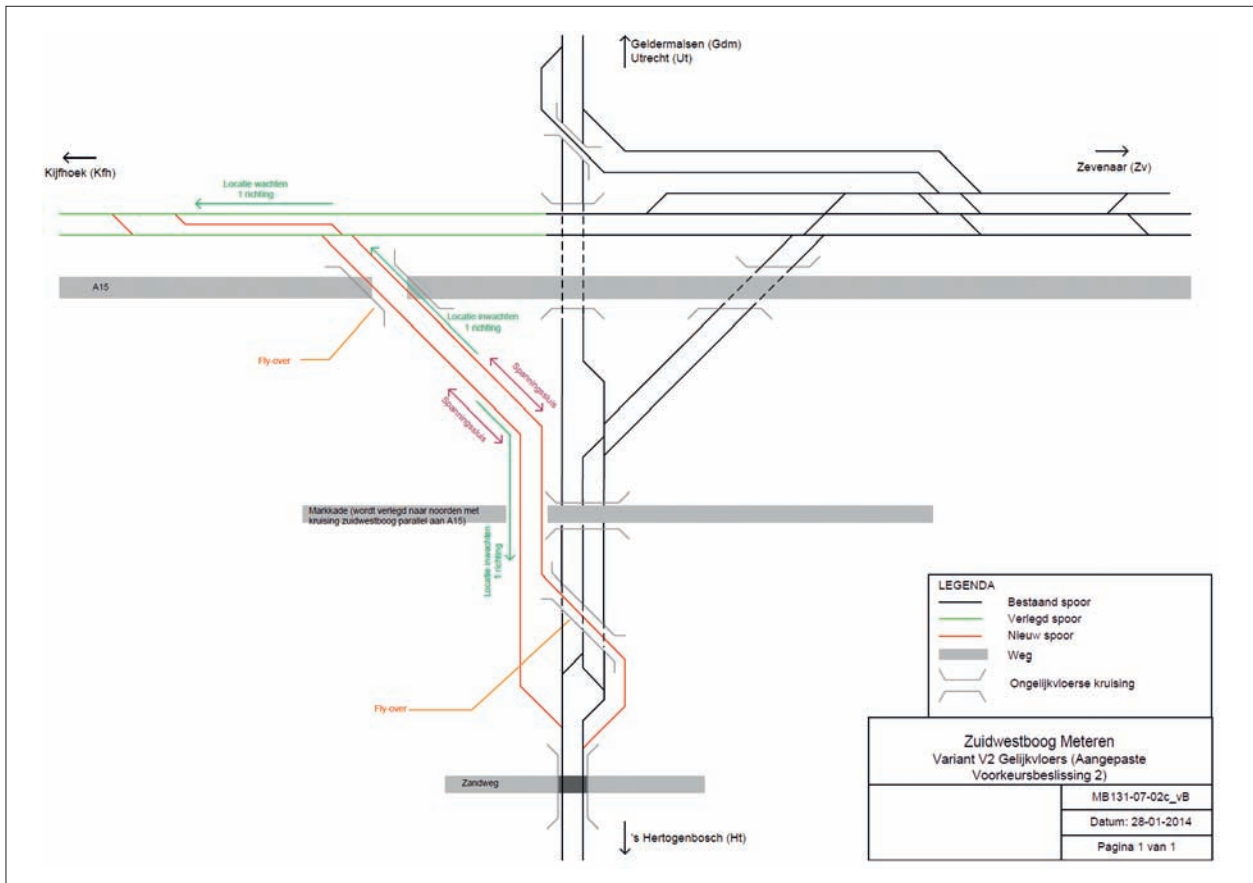 Geldermalsen (Gdm)
Utrecht (Ut)
Kijfhoek (Kfh)
Zevenaar (Zv)
Locatie wachten
1 richting
A15
Locatie inwachten
1 richting
Fly-over
Spanningssluis
Spanningssluis
Markkade (wordt verlegd naar noorden met
kruising zuidwestboog parallel aan A15)
Locatie inwachten
1 richting
Fly-over
Zandweg
's Hertogenbosch (Ht)
LEGENDA
Bestaand spoor
Verlegd spoor
Nieuw spoor
Weg
Ongelijkvloerse kruising
Zuidwestboog Meteren
Variant V2 Gelijkvloers (Aangepaste
Voorkeursbeslissing 2)
MB131-07-02c_vB
Datum: 28-01-2014
Pagina 1 van 1